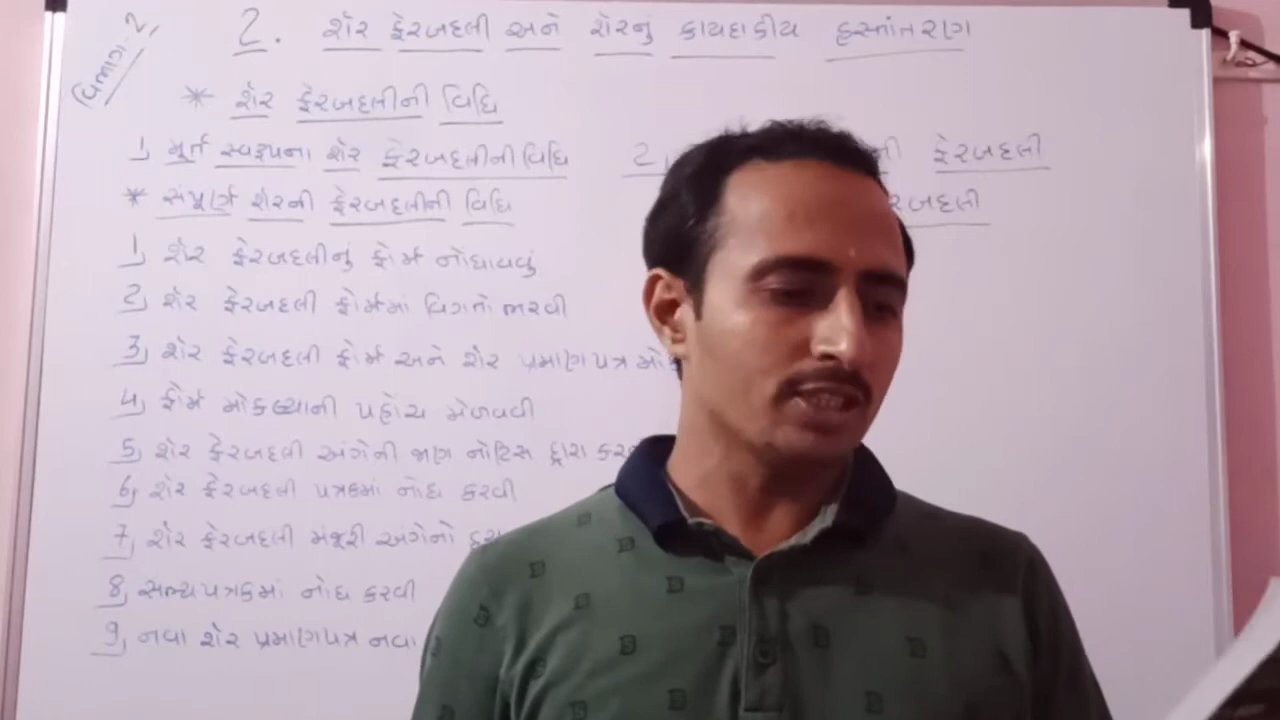 વિભાગ-2,
2. શેર ફેરબદલી અને શેરનું કાયદાકીય હસ્તાંતરણ
* શેર ફેરબદલીની વિધિ
1, મૂર્ત સ્વરૂપના શેર ફેરબદલીની વિધિ 2, ની ફેરબદલી
* સંપૂર્ણ શેરની ફેરબદલીની વિધિ રબદલી
1, શેર ફેરબદલીનું ફોર્મ નોંધાવવું
2, શેર ફેરબદલી ફોર્મમાં વિગતો ભરવી
3, શેર ફેરબદલી ફોર્મ અને શેર પ્રમાણપત્ર
4, ફોર્મ મોકલ્યાની પહોંચ મેળવવી
5, શેર ફેરબદલી અંગેની જાણ નોટિસ દ્વારા
6, શેર ફેરબદલી પત્રકમાં નોંધ કરવી
7, શેર ફેરબદલી મંજૂરી અંગેનો
8, સભ્યપત્રકમાં નોંધ કરવી
9, નવા શેર પ્રમાણપત્ર નવા